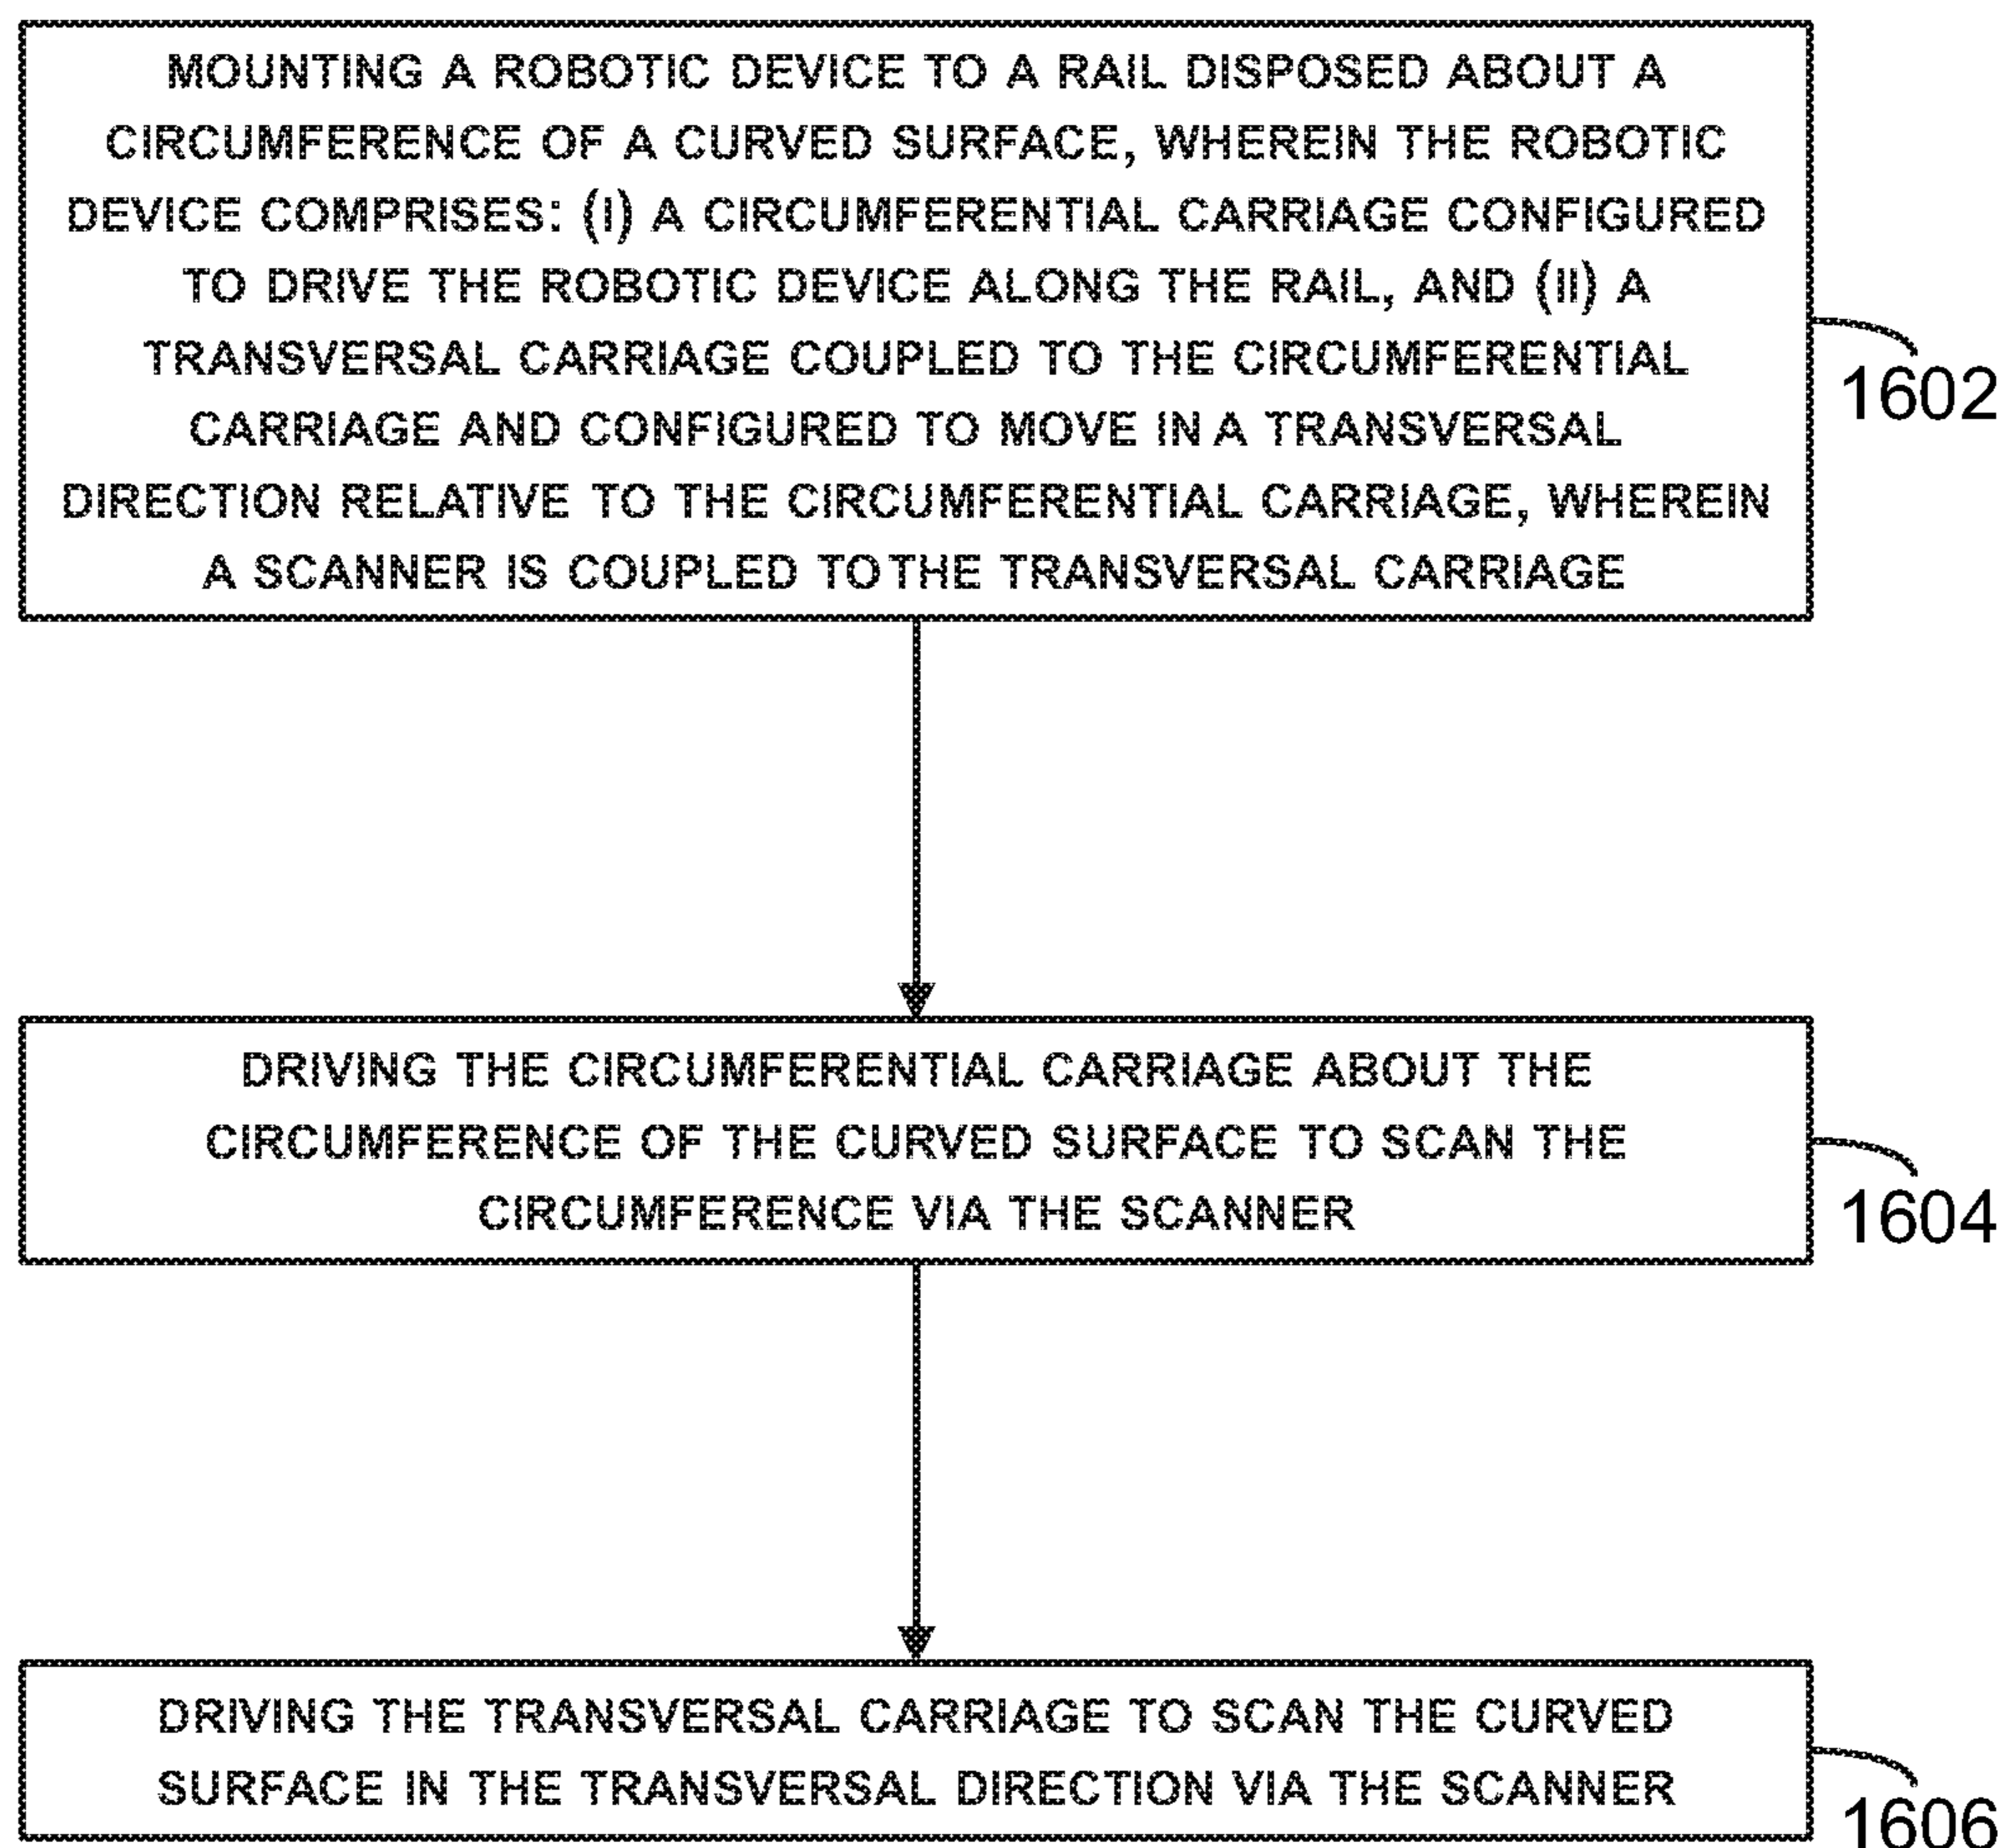 MOUNTING A ROBOTIC DEVICE TO A RAIL DISPOSED ABOUT A
CIRCUMFERENCE OF A CURVED SURFACE, WHEREIN THE ROBOTIC
DEVICE COMPRISES: (I) A CIRCUMFERENTIAL CARRIAGE CONFIGURED
TO DRIVE THE ROBOTIC DEVICE ALONG THE RAIL, AND (II) A
TRANSVERSAL CARRIAGE COUPLED TO THE CIRCUMFERENTIAL
CARRIAGE AND CONFIGURED TO MOVE IN A TRANSVERSAL
DIRECTION RELATIVE TO THE CIRCUMFERENTIAL CARRIAGE, WHEREIN
A SCANNER IS COUPLED TO THE TRANSVERSAL CARRIAGE
1602
DRIVING THE CIRCUMFERENTIAL CARRIAGE ABOUT THE
CIRCUMFERENCE OF THE CURVED SURFACE TO SCAN THE
CIRCUMFERENCE VIA THE SCANNER
1604
DRIVING THE TRANSVERSAL CARRIAGE TO SCAN THE CURVED
SURFACE IN THE TRANSVERSAL DIRECTION VIA THE SCANNER
1606